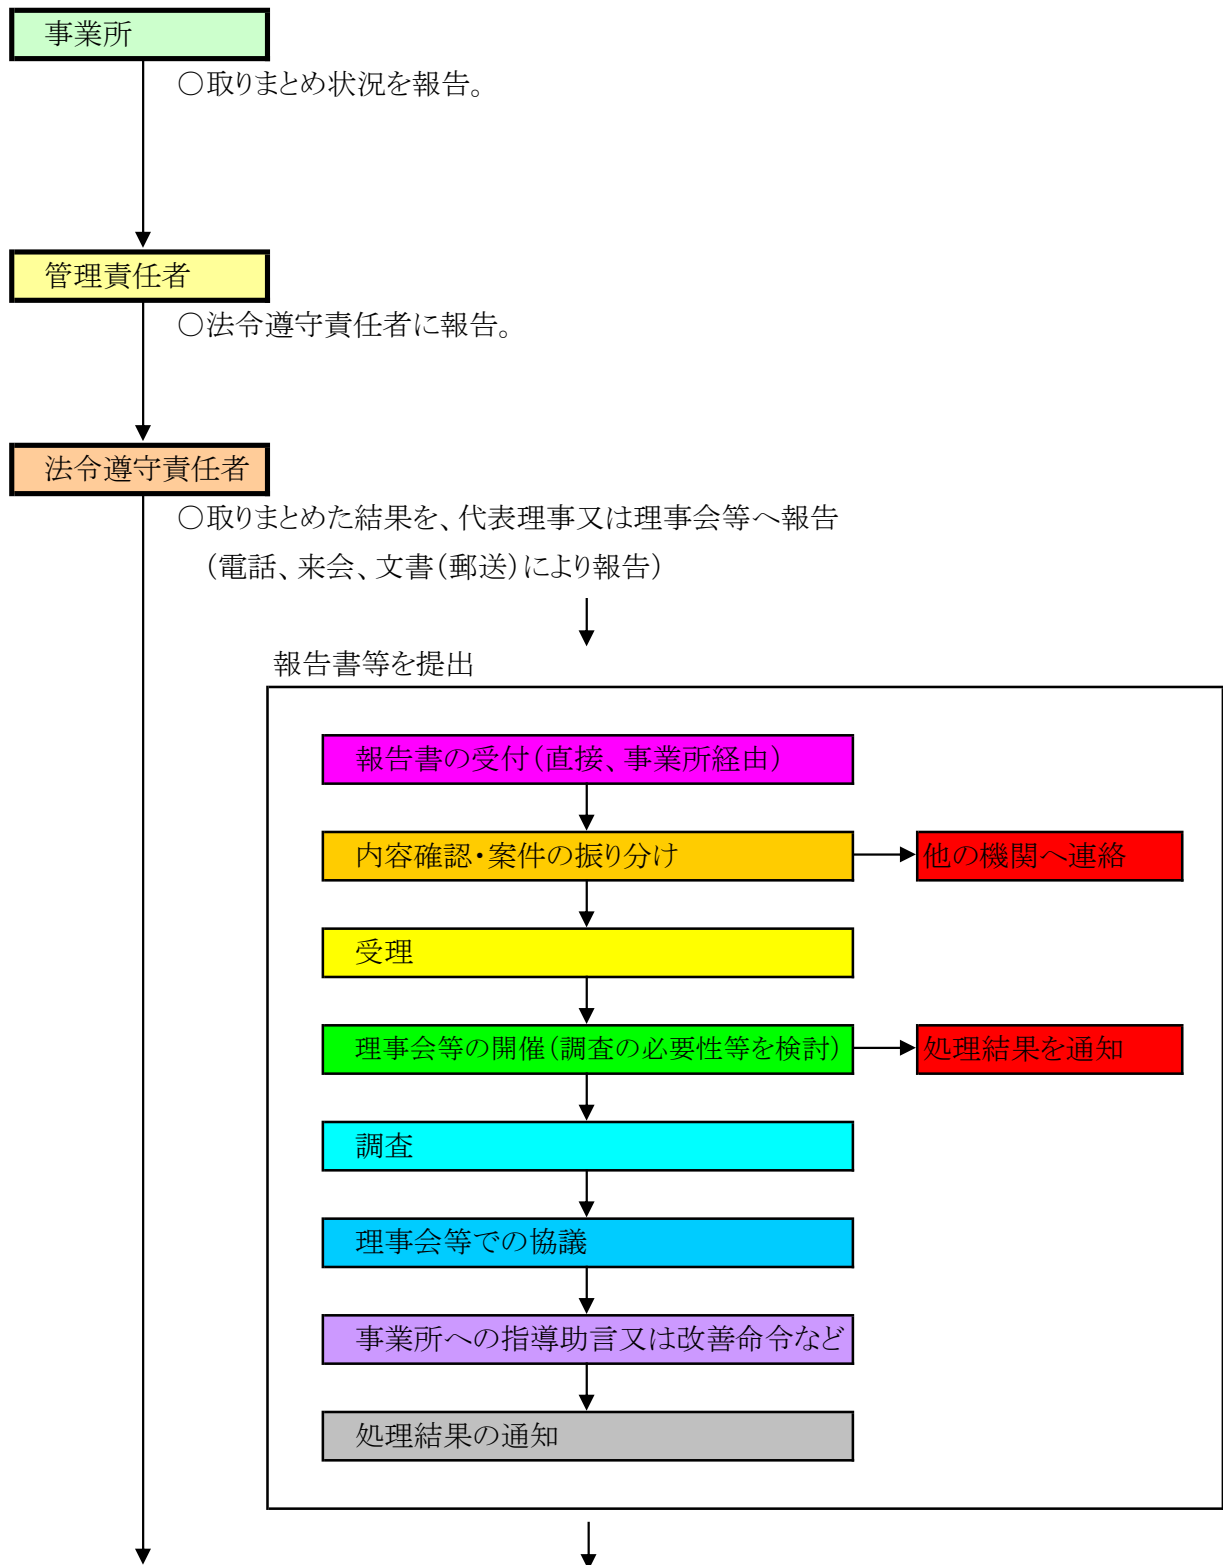 事業所
○取りまとめ状況を報告。
管理責任者
○法令遵守責任者に報告。
法令遵守責任者
○取りまとめた結果を、代表理事又は理事会等へ報告
（電話、来会、文書（郵送）により報告）
報告書等を提出
報告書の受付（直接、事業所経由）
内容確認・案件の振り分け
他の機関へ連絡
受理
理事会等の開催（調査の必要性等を検討）
処理結果を通知
調査
理事会等での協議
事業所への指導助言又は改善命令など
処理結果の通知